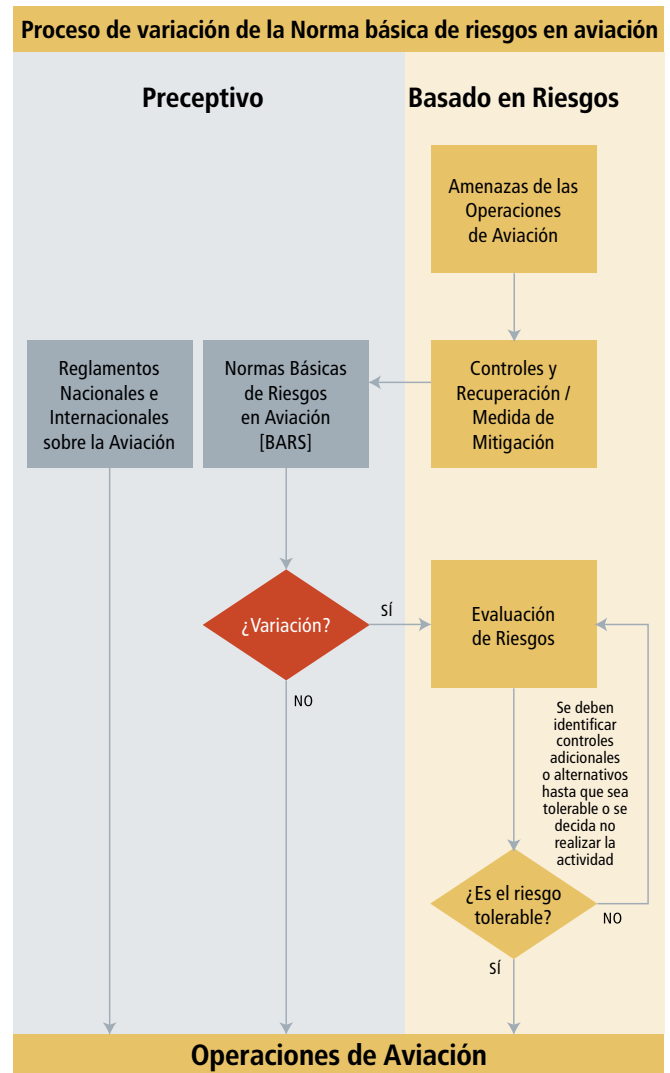 Proceso de variación de la Norma básica de riesgos en aviación
Preceptivo
Basado en Riesgos
Amenazas de las
Operaciones
de Aviación
Reglamentos
Nacionales e
Internacionales
sobre la Aviación
Normas Básicas
de Riesgos
en Aviación
[BARS]
Controles y
Recuperación /
Medida de
Mitigación
¿Variación?
SÍ
NO
Evaluación
de Riesgos
Se deben
identificar
controles
adicionales
o alternativos
hasta que sea
tolerable o se
decida no
realizar la
actividad
¿Es el riesgo
tolerable?
NO
SÍ
Operaciones de Aviación